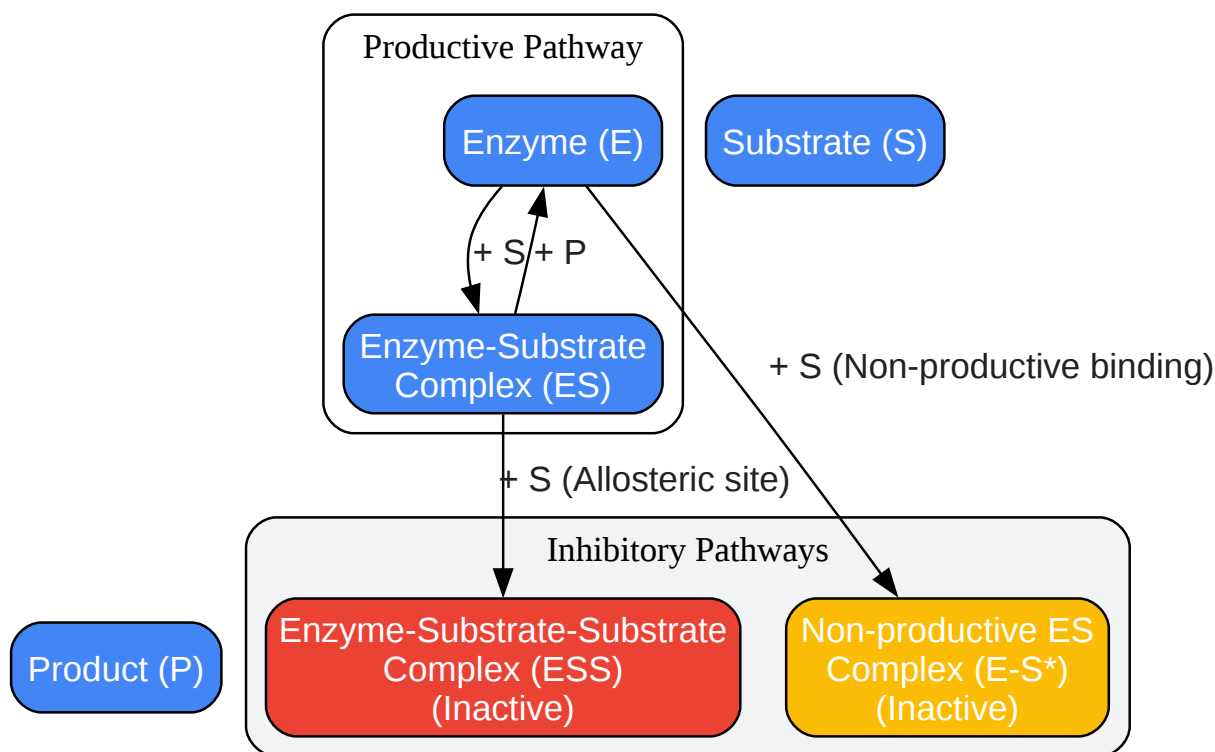 Productive Pathway
Enzyme (E)
Substrate (S)
+ S
+ P
Enzyme-Substrate
Complex (ES)
+ S (Non-productive binding)
+ S (Allosteric site)
Inhibitory Pathways
Product (P)
Enzyme-Substrate-Substrate
Complex (ESS)
(Inactive)
Non-productive ES
Complex (E-S*)
(Inactive)